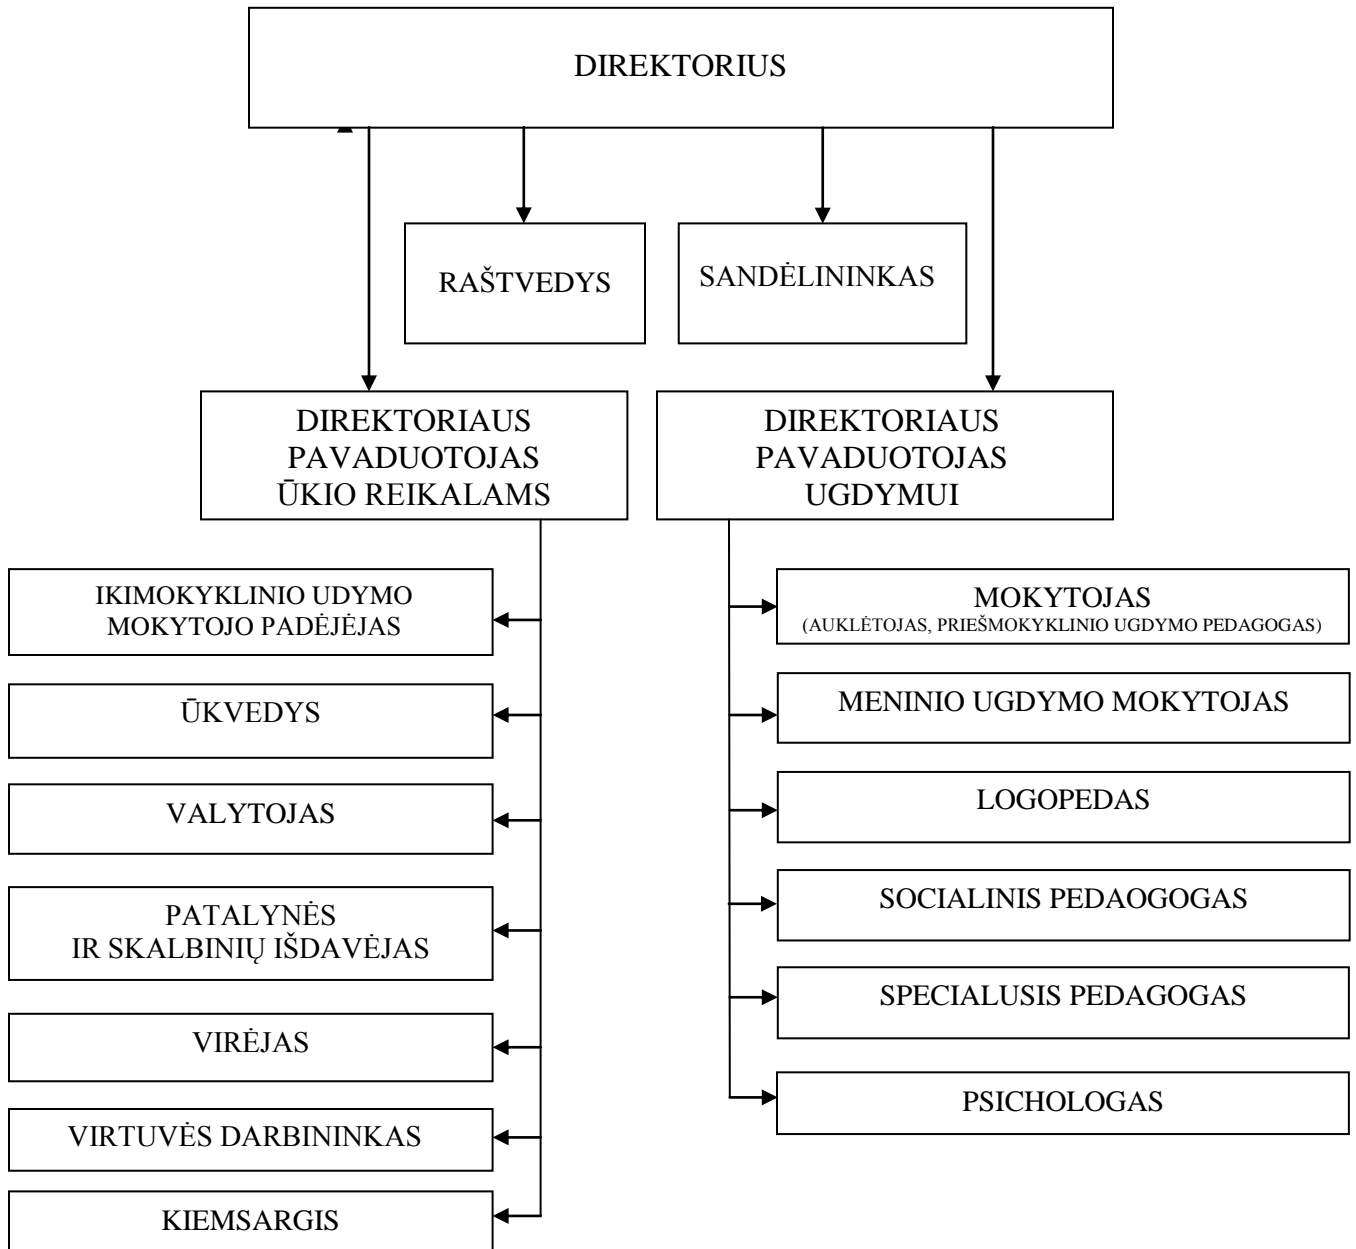 DIREKTORIUS
RAŠTVEDYS
SANDĖLININKAS
DIREKTORIAUS
PAVADUOTOJAS
ŪKIO REIKALAMS
DIREKTORIAUS
PAVADUOTOJAS
UGDYMUI
IKIMOKYKLINIO UDYMO
MOKYTOJO PADĖJĖJAS
ŪKVEDYS
VALYTOJAS
PATALYNĖS
IR SKALBINIŲ IŠDAVĖJAS
VIRĖJAS
VIRTUVĖS DARBININKAS
KIEMSARGIS
MOKYTOJAS
(AUKLĖTOJAS, PRIEŠMOKYKLINIO UGDYMO PEDAGOGAS)
MENINIO UGDYMO MOKYTOJAS
LOGOPEDAS
SOCIALINIS PEDAOGOGAS
SPECIALUSIS PEDAGOGAS
PSICHOLOGAS